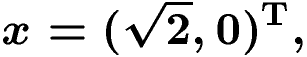 x = (√2, 0)ᵀ,